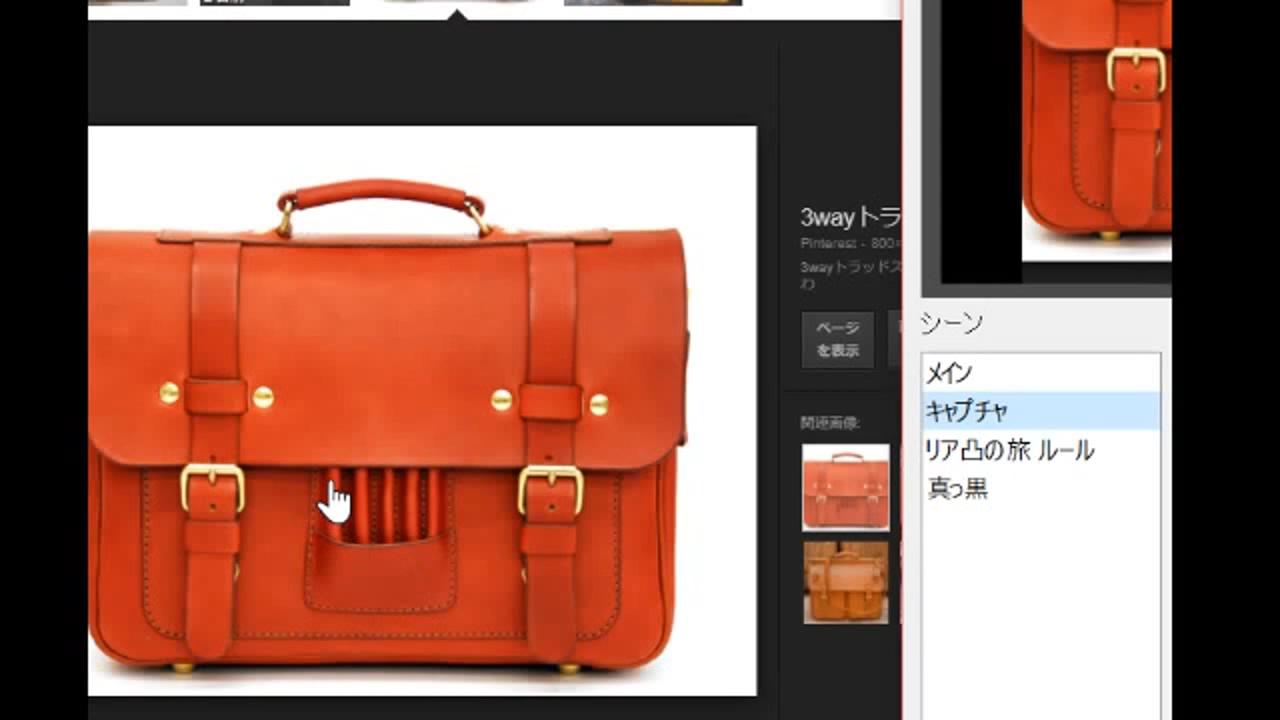 3wayトラ
Pinterest - 800×
3wayトラッドス
わ
ページ
を表示
関連画像:
シーン
メイン
キャプチャ
リア凸の旅 ルール
真っ黒